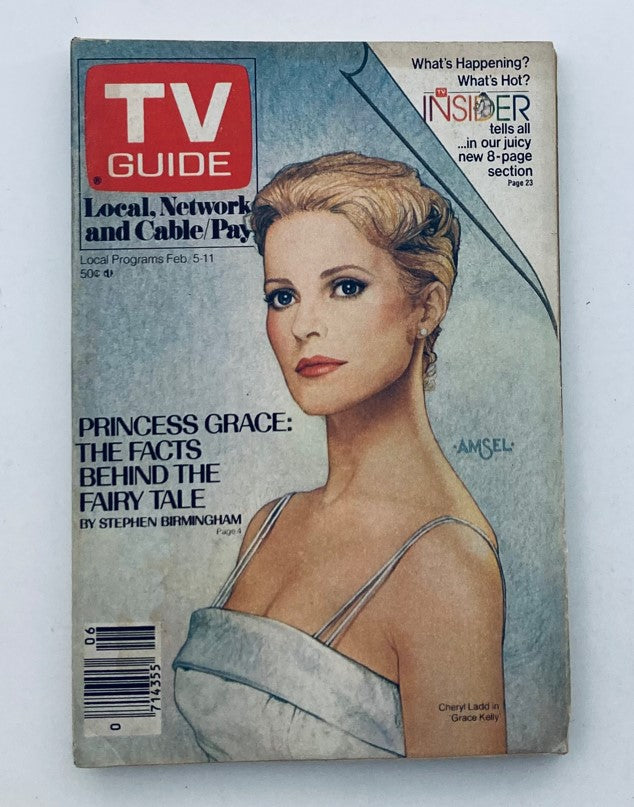 TV
GUIDE
Local, Network
and Cable/Pay
Local Programs Feb. 5-11
50¢
What's Happening?
What's Hot?
TV
INSIDER
tells all
...in our juicy
new 8-page
section
Page 23
PRINCESS GRACE:
THE FACTS
BEHIND THE
FAIRY TALE
BY STEPHEN BIRMINGHAM
Page 4
·AMSEL·
Cheryl Ladd in
'Grace Kelly'
06
0
714355